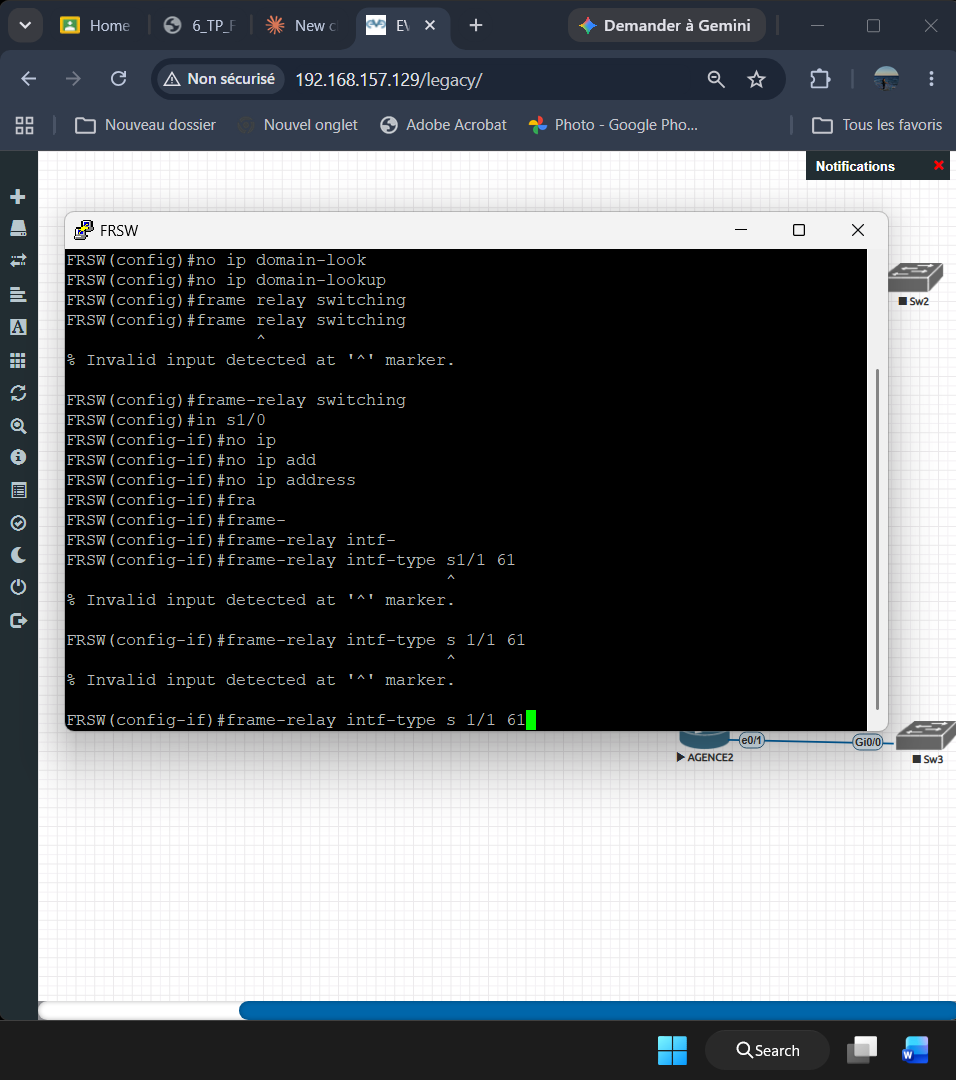 Home
6_TP_F
New c
EV
Demander à Gemini
Non sécurisé
192.168.157.129/legacy/
Nouveau dossier
Nouvel onglet
Adobe Acrobat
Photo - Google Pho...
Tous les favoris
Notifications
FRSW
FRSW(config)#no ip domain-look
FRSW(config)#no ip domain-lookup
FRSW(config)#frame relay switching
FRSW(config)#frame relay switching
^
% Invalid input detected at '^' marker.
FRSW(config)#frame-relay switching
FRSW(config)#in s1/0
FRSW(config-if)#no ip
FRSW(config-if)#no ip add
FRSW(config-if)#no ip address
FRSW(config-if)#fra
FRSW(config-if)#frame-
FRSW(config-if)#frame-relay intf-
FRSW(config-if)#frame-relay intf-type s1/1 61
^
% Invalid input detected at '^' marker.
FRSW(config-if)#frame-relay intf-type s 1/1 61
^
% Invalid input detected at '^' marker.
FRSW(config-if)#frame-relay intf-type s 1/1 61
Sw2
e0/1
Gi0/0
AGENCE2
Sw3
Search